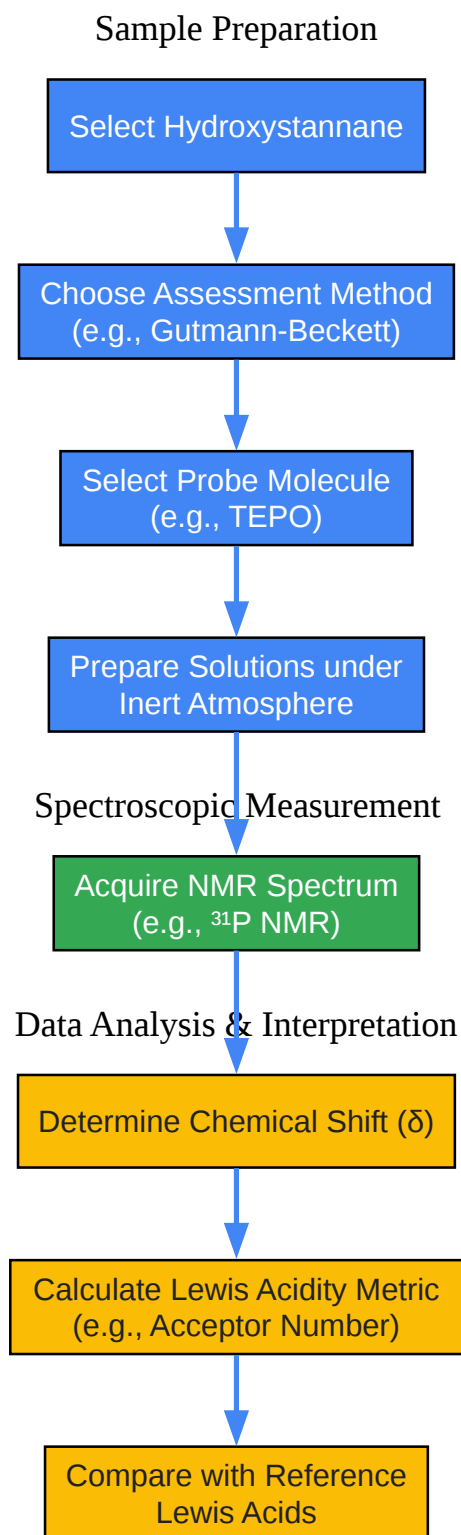 Sample Preparation
Select Hydroxystannane
Choose Assessment Method
(e.g., Gutmann-Beckett)
Select Probe Molecule
(e.g., TEPO)
Prepare Solutions under
Inert Atmosphere
Spectroscopic Measurement
Acquire NMR Spectrum
(e.g., ³¹P NMR)
Data Analysis & Interpretation
Determine Chemical Shift (δ)
Calculate Lewis Acidity Metric
(e.g., Acceptor Number)
Compare with Reference
Lewis Acids